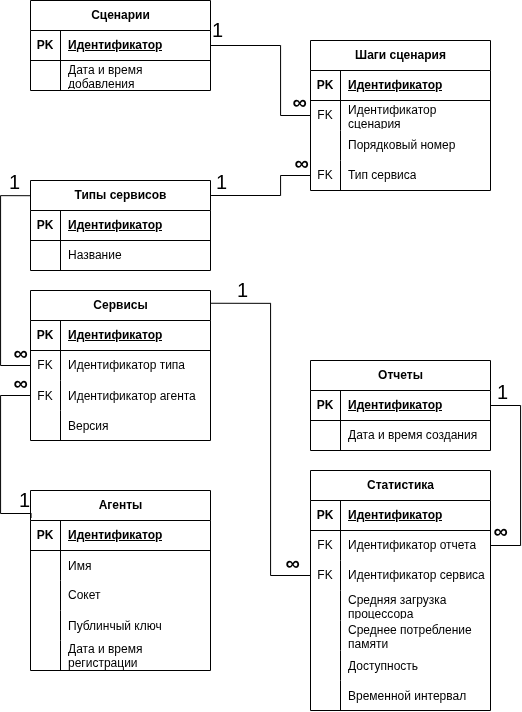 Сценарии
PK Идентификатор
Дата и время
добавления
1
∞
Шаги сценария
PK Идентификатор
FK Идентификатор
сценария
Порядковый номер
FK Тип сервиса
∞
1
1
Типы сервисов
PK Идентификатор
Название
Сервисы
1
PK Идентификатор
∞
FK Идентификатор типа
∞
FK Идентификатор агента
Версия
Отчеты
PK Идентификатор
1
Дата и время создания
1
Агенты
PK Идентификатор
Имя
Сокет
Публинчый ключ
Дата и время
регистрации
Статистика
PK Идентификатор
∞
FK Идентификатор отчета
∞
FK Идентификатор сервиса
Средняя загрузка
процессора
Среднее потребление
памяти
Доступность
Временной интервал